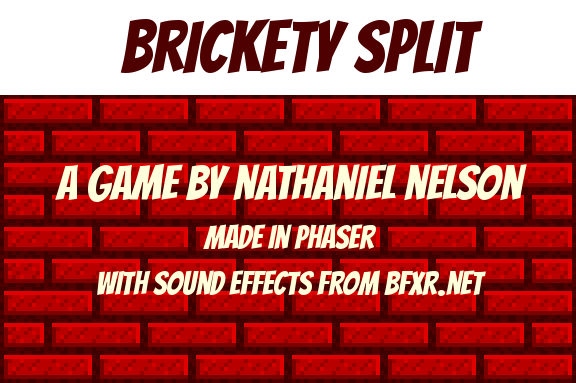 BRICKETY SPLIT
A GAME BY NATHANIEL NELSON
MADE IN PHASER
WITH SOUND EFFECTS FROM BFXR.NET